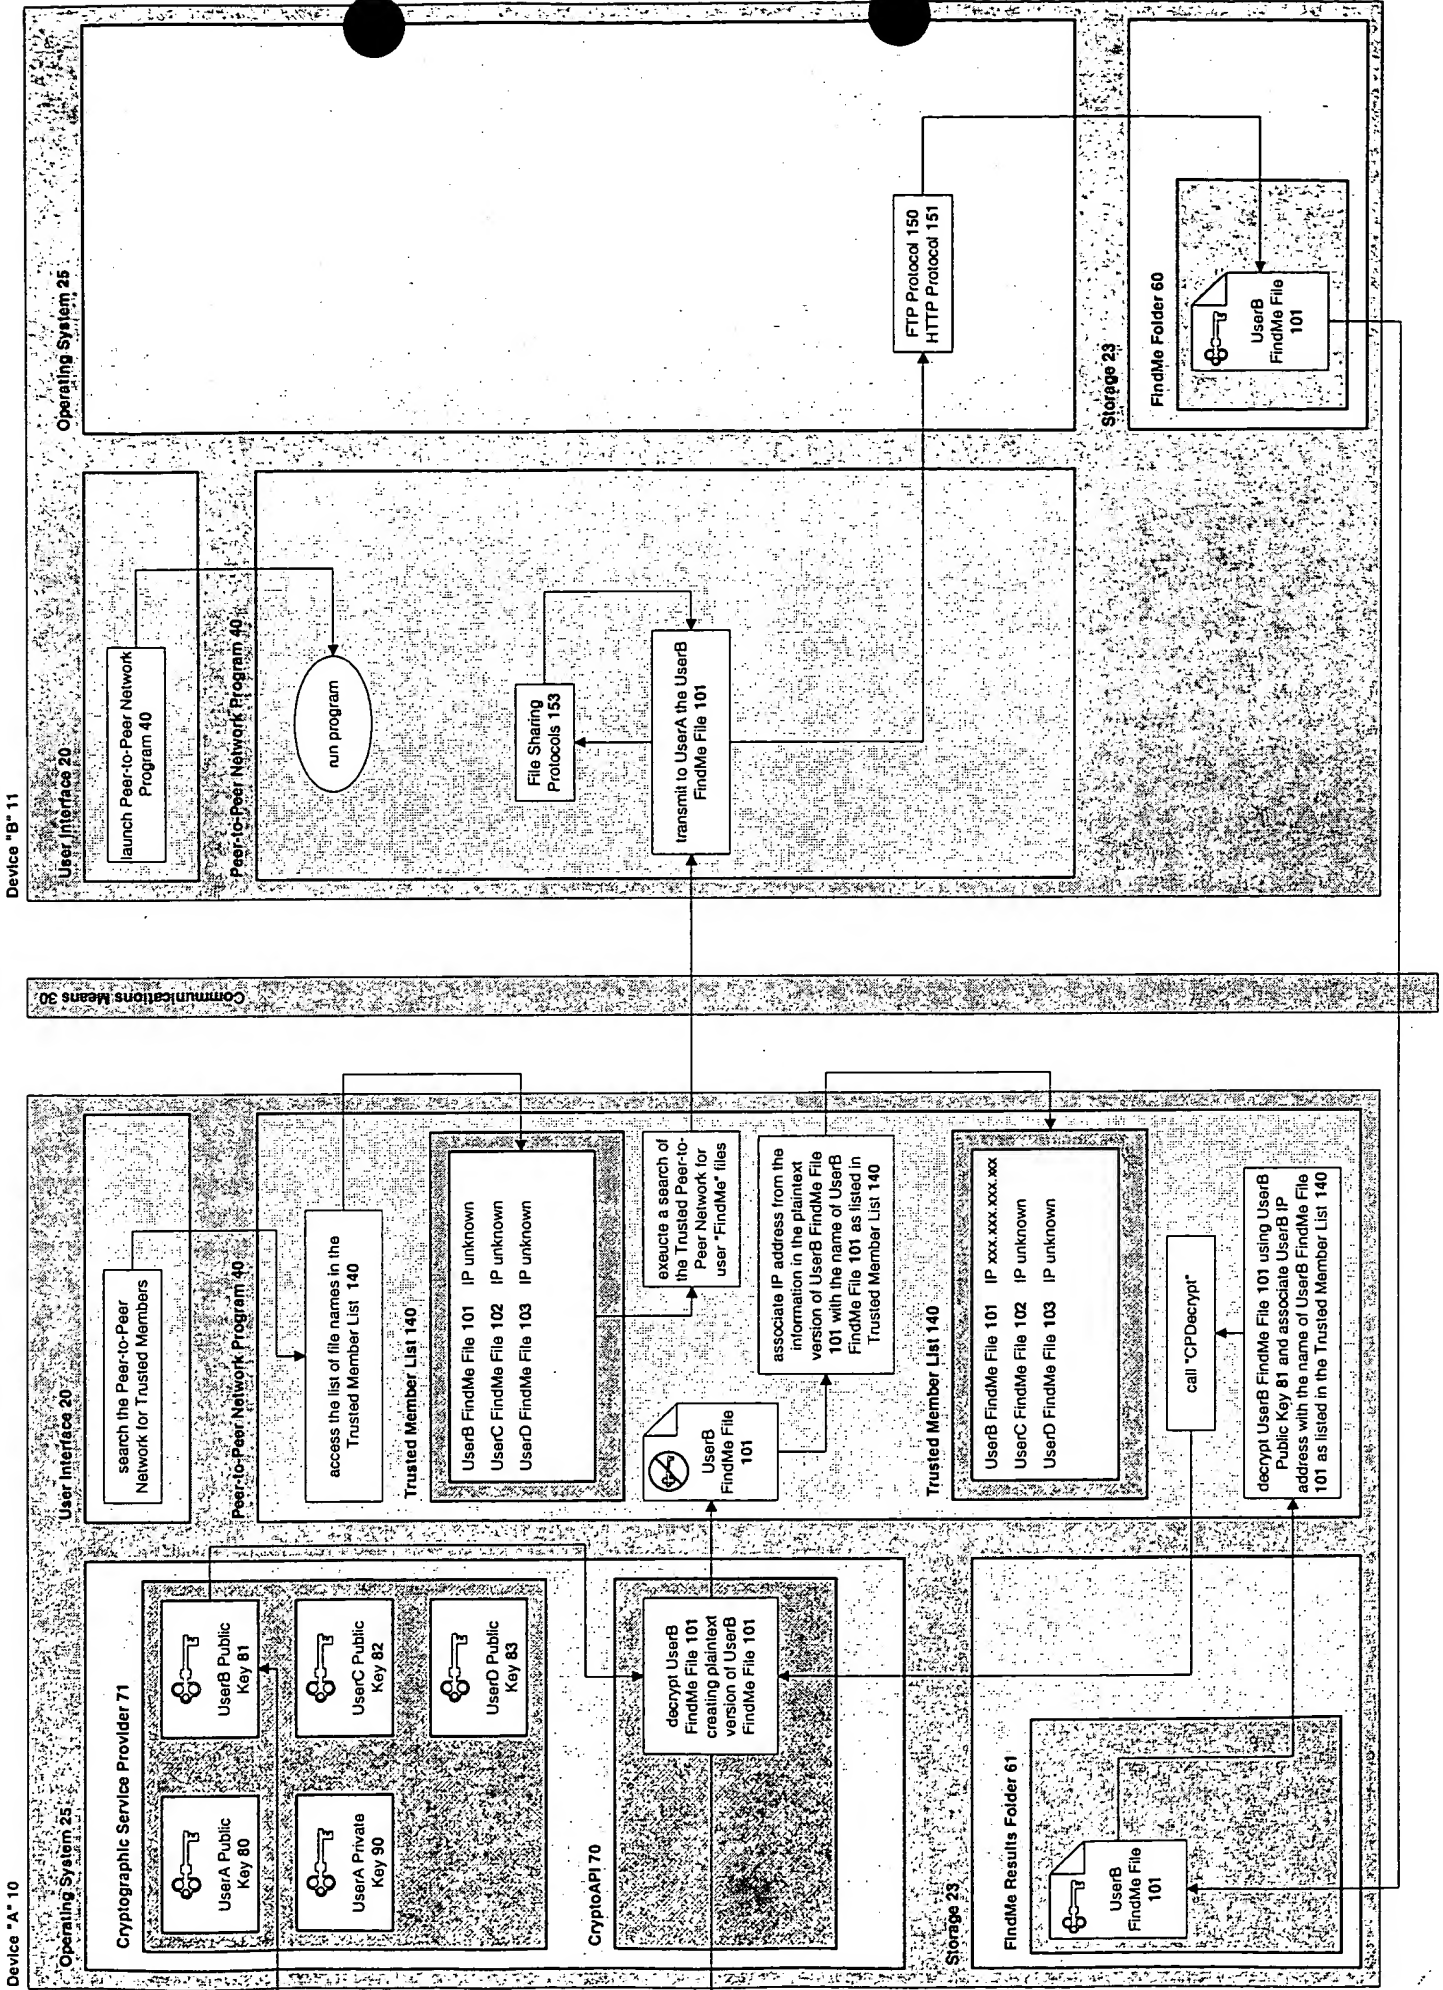 Device "A" 10
Operating System 25
Cryptographic Service Provider 71
UserA Public
Key 80
UserB Public
Key 81
UserA Private
Key 90
UserC Public
Key 82
UserD Public
Key 83
CryptoAPI 70
decrypt UserB
FindMe File 101
creating plaintext
version of UserB
FindMe File 101
Storage 23
FindMe Results Folder 61
UserB
FindMe File
101
User Interface 20
search the Peer-to-Peer
Network for Trusted Members
Peer-to-Peer Network Program 40
access the list of file names in the
Trusted Member List 140
Trusted Member List 140
UserB FindMe File 101 IP unknown
UserC FindMe File 102 IP unknown
UserD FindMe File 103 IP unknown
exeucte a search of
the Trusted Peer-to-
Peer Network for
user "FindMe" files
UserB
FindMe File
101
associate IP address from the
information in the plaintext
version of UserB FindMe File
101 with the name of UserB
FindMe File 101 as listed in
Trusted Member List 140
Trusted Member List 140
UserB FindMe File 101 IP xxx.xxx.xxx.xxx
UserC FindMe File 102 IP unknown
UserD FindMe File 103 IP unknown
call "CPDecrypt"
decrypt UserB FindMe File 101 using UserB
Public Key 81 and associate UserB IP
address with the name of UserB FindMe File
101 as listed in the Trusted Member List 140
Communications Means 30
Device "B" 11
User Interface 20
launch Peer-to-Peer Network
Program 40
Peer-to-Peer Network Program 40
run program
File Sharing
Protocols 153
transmit to UserA the UserB
FindMe File 101
Operating System 25
FTP Protocol 150
HTTP Protocol 151
Storage 23
FindMe Folder 60
UserB
FindMe File
101